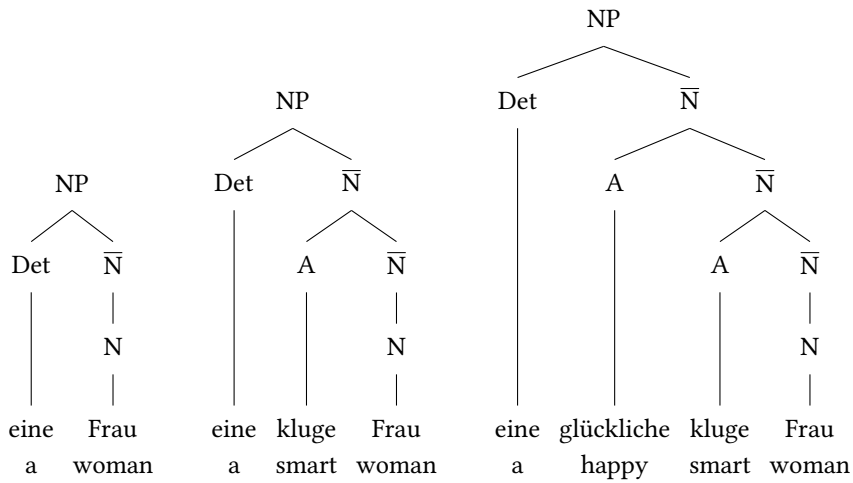 NP
NP
Det
N̅
Det
N̅
A
N̅
NP
Det
N̅
A
N̅
A
N̅
N
N
N
eine Frau
a woman
eine kluge Frau
a smart woman
eine glückliche kluge Frau
a happy smart woman